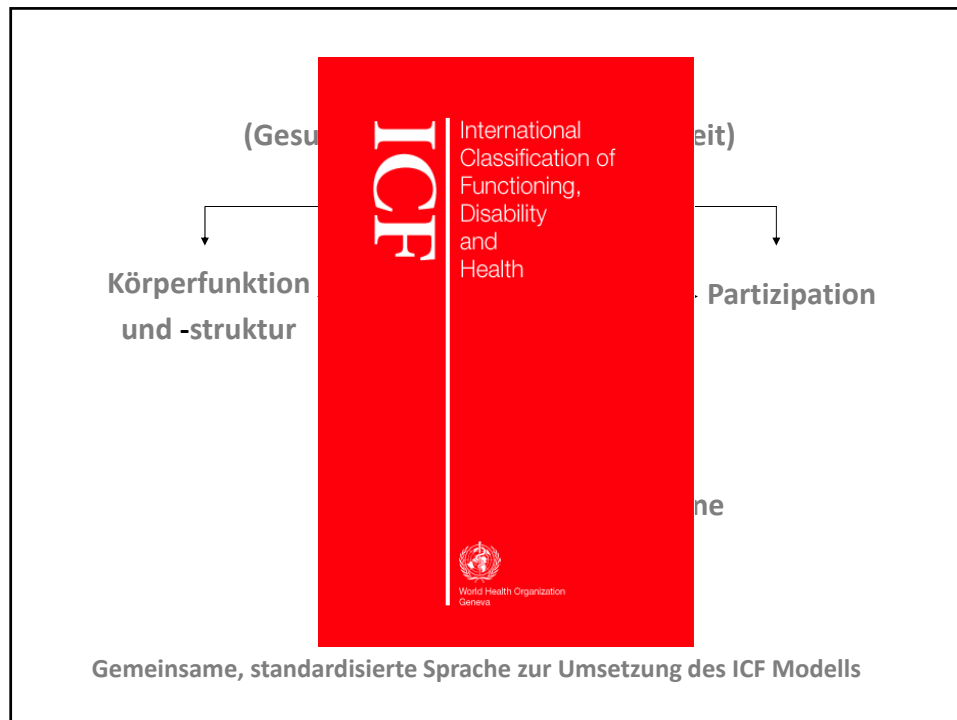 (Gesu
eit)
ICF
International
Classification of
Functioning,
Disability
and
Health
Körperfunktion
und -struktur
Partizipation
ne
World Health Organization
Geneva
Gemeinsame, standardisierte Sprache zur Umsetzung des ICF Modells